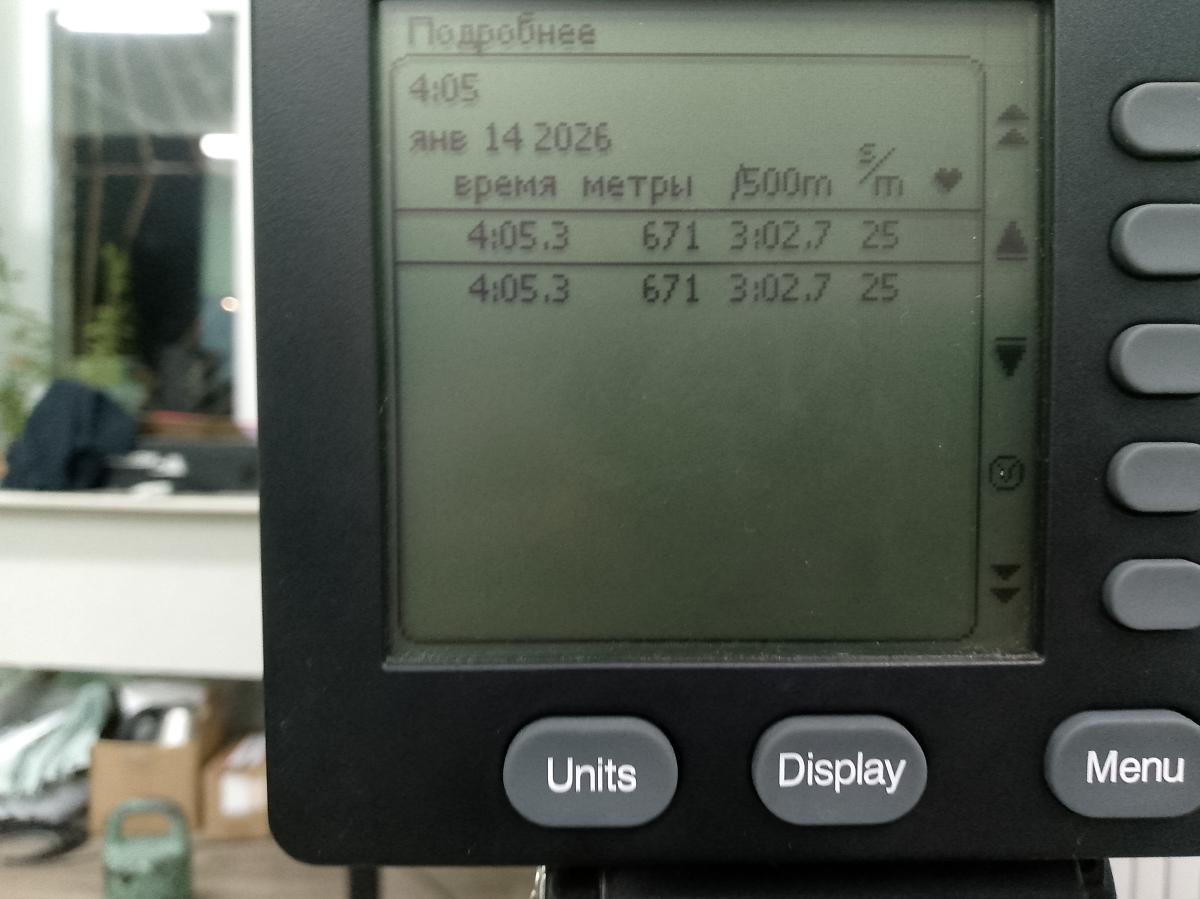 Подробнее
4:05
янв 14 2026
время метры /500m s/m
4:05.3 671 3:02.7 25
4:05.3 671 3:02.7 25
Units Display Menu